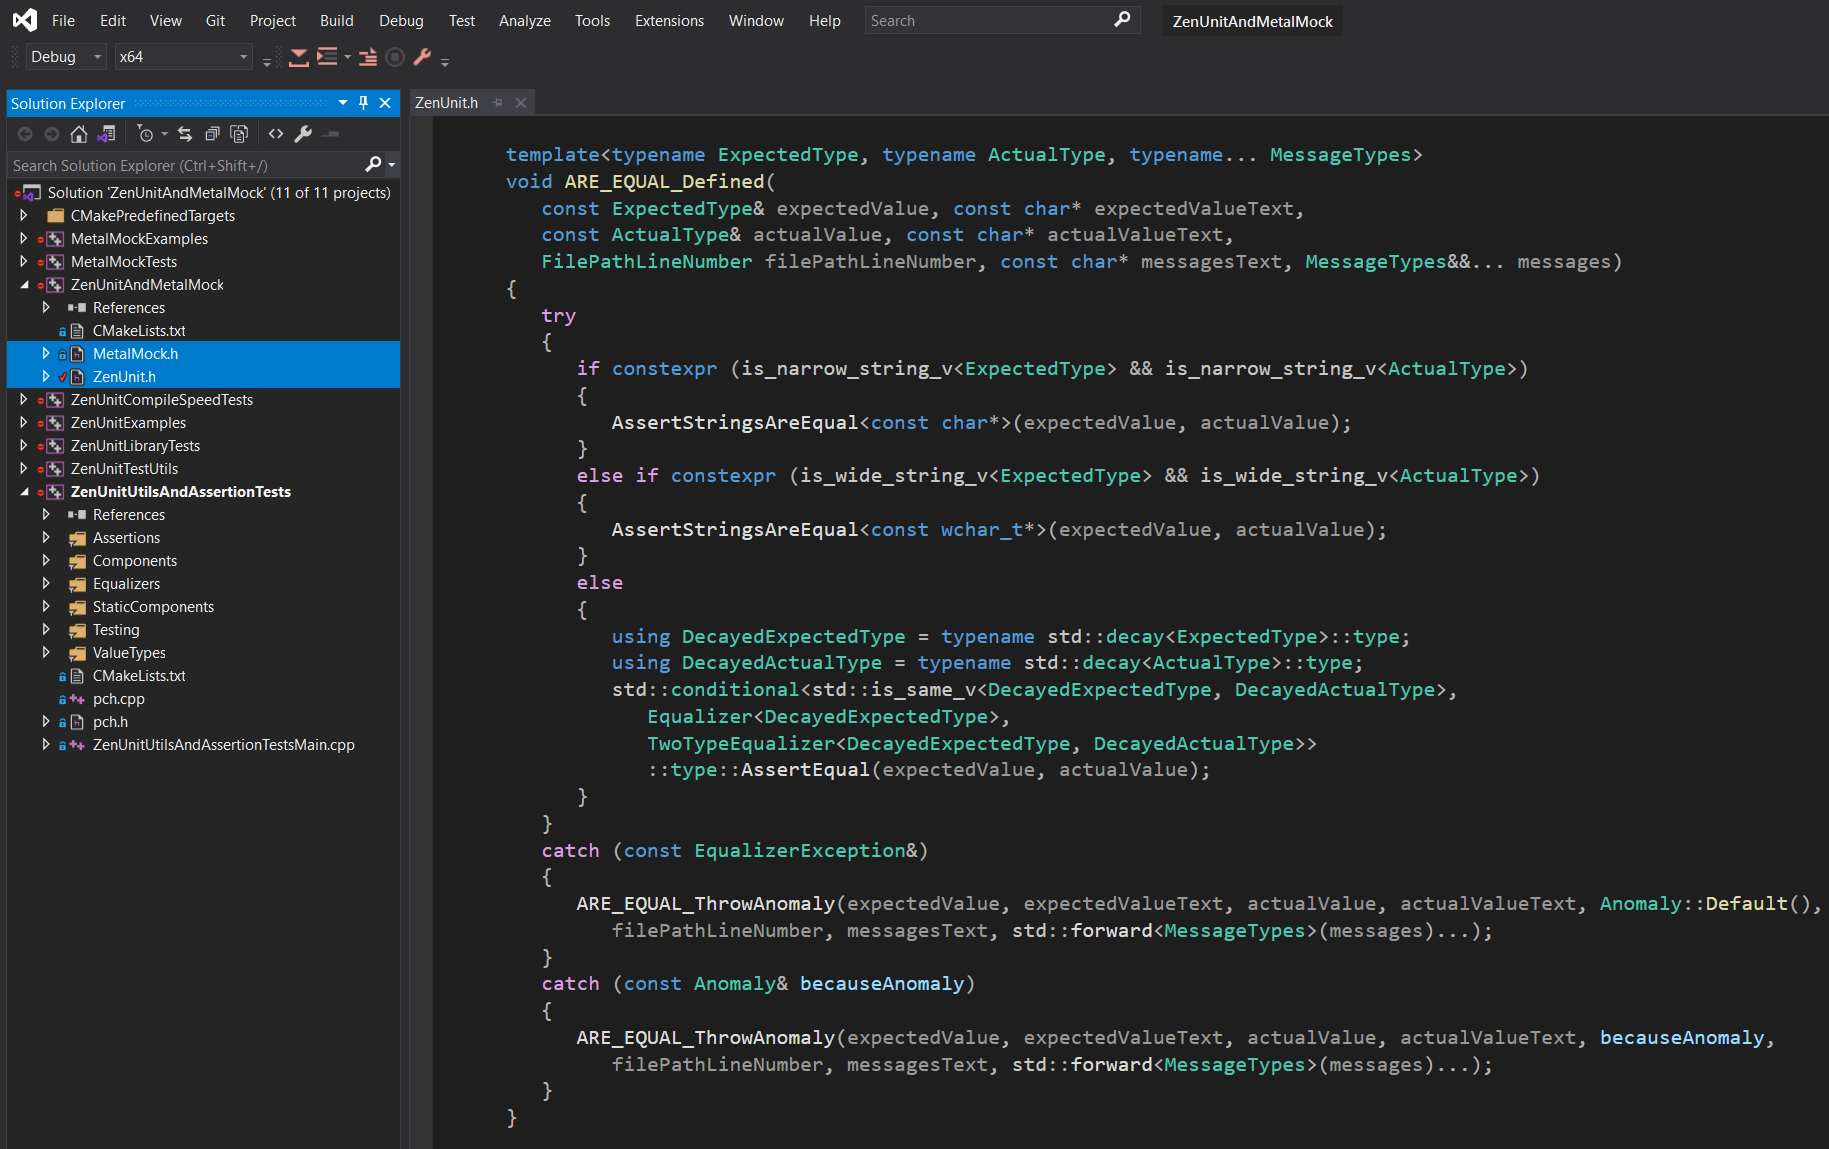 File Edit View Git Project Build Debug Test Analyze Tools Extensions Window Help Search ZenUnitAndMetalMock
Debug x64
Solution Explorer
Search Solution Explorer (Ctrl+Shift+/)
Solution 'ZenUnitAndMetalMock' (11 of 11 projects)
CMakePredefinedTargets
MetalMockExamples
MetalMockTests
ZenUnitAndMetalMock
References
CMakeLists.txt
MetalMock.h
ZenUnit.h
ZenUnitCompileSpeedTests
ZenUnitExamples
ZenUnitLibraryTests
ZenUnitTestUtils
ZenUnitUtilsAndAssertionTests
References
Assertions
Components
Equalizers
StaticComponents
Testing
ValueTypes
CMakeLists.txt
pch.cpp
pch.h
ZenUnitUtilsAndAssertionTestsMain.cpp
ZenUnit.h
template<typename ExpectedType, typename ActualType, typename... MessageTypes>
void ARE_EQUAL_Defined(
const ExpectedType& expectedValue, const char* expectedValueText,
const ActualType& actualValue, const char* actualValueText,
FilePathLineNumber filePathLineNumber, const char* messagesText, MessageTypes&&... messages)
{
try
{
if constexpr (is_narrow_string_v<ExpectedType> && is_narrow_string_v<ActualType>)
{
AssertStringsAreEqual<const char*>(expectedValue, actualValue);
}
else if constexpr (is_wide_string_v<ExpectedType> && is_wide_string_v<ActualType>)
{
AssertStringsAreEqual<const wchar_t*>(expectedValue, actualValue);
}
else
{
using DecayedExpectedType = typename std::decay<ExpectedType>::type;
using DecayedActualType = typename std::decay<ActualType>::type;
std::conditional<std::is_same_v<DecayedExpectedType, DecayedActualType>,
Equalizer<DecayedExpectedType>,
TwoTypeEqualizer<DecayedExpectedType, DecayedActualType>>
::type::AssertEqual(expectedValue, actualValue);
}
}
catch (const EqualizerException&)
{
ARE_EQUAL_ThrowAnomaly(expectedValue, expectedValueText, actualValue, actualValueText, Anomaly::Default(),
filePathLineNumber, messagesText, std::forward<MessageTypes>(messages)...);
}
catch (const Anomaly& becauseAnomaly)
{
ARE_EQUAL_ThrowAnomaly(expectedValue, expectedValueText, actualValue, actualValueText, becauseAnomaly,
filePathLineNumber, messagesText, std::forward<MessageTypes>(messages)...);
}
}